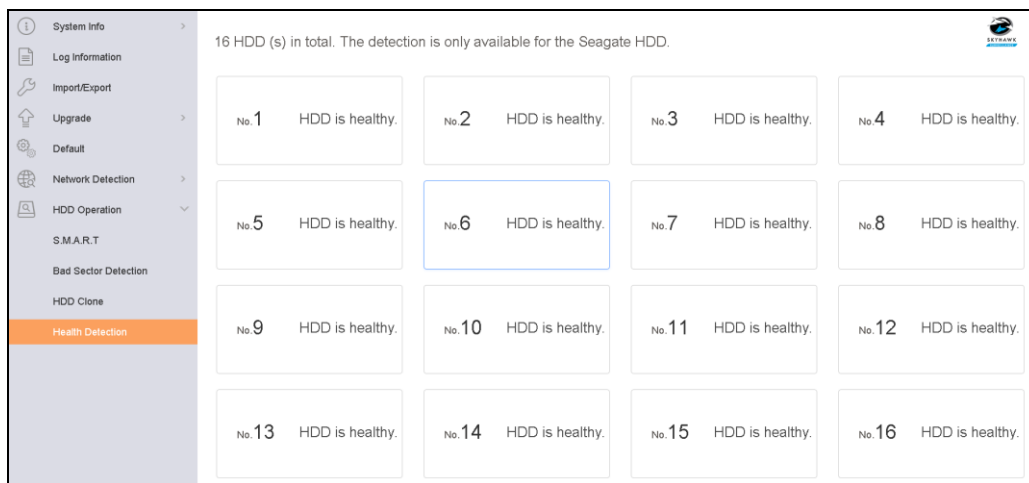 System Info
Log Information
Import/Export
Upgrade
Default
Network Detection
HDD Operation
S.M.A.R.T
Bad Sector Detection
HDD Clone
Health Detection
16 HDD (s) in total. The detection is only available for the Seagate HDD.
SKYHAWK
No.1 HDD is healthy.
No.2 HDD is healthy.
No.3 HDD is healthy.
No.4 HDD is healthy.
No.5 HDD is healthy.
No.6 HDD is healthy.
No.7 HDD is healthy.
No.8 HDD is healthy.
No.9 HDD is healthy.
No.10 HDD is healthy.
No.11 HDD is healthy.
No.12 HDD is healthy.
No.13 HDD is healthy.
No.14 HDD is healthy.
No.15 HDD is healthy.
No.16 HDD is healthy.